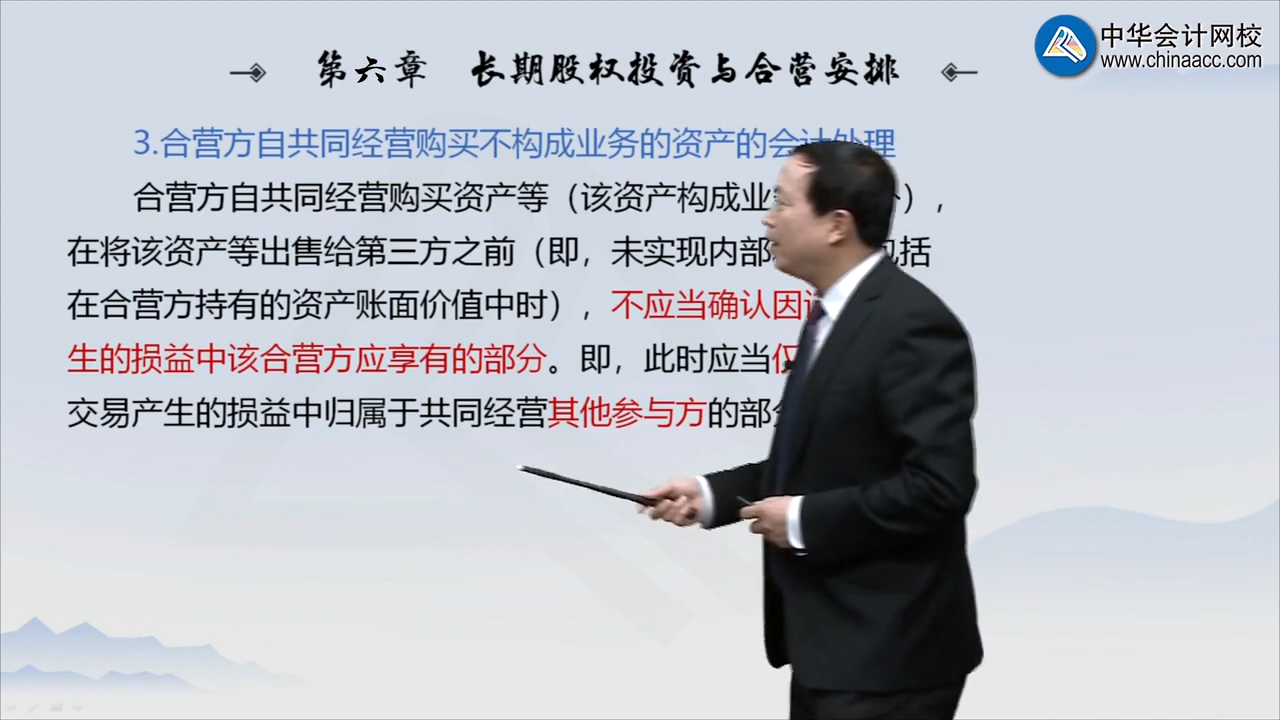 中华会计网校
www.chinaacc.com
第六章 长期股权投资与合营安排
3.合营方自共同经营购买不构成业务的资产的会计处理
合营方自共同经营购买资产等（该资产构成业 ），
在将该资产等出售给第三方之前（即，未实现内部 包括
在合营方持有的资产账面价值中时），不应当确认因
生的损益中该合营方应享有的部分。即，此时应当仅
交易产生的损益中归属于共同经营其他参与方的部分